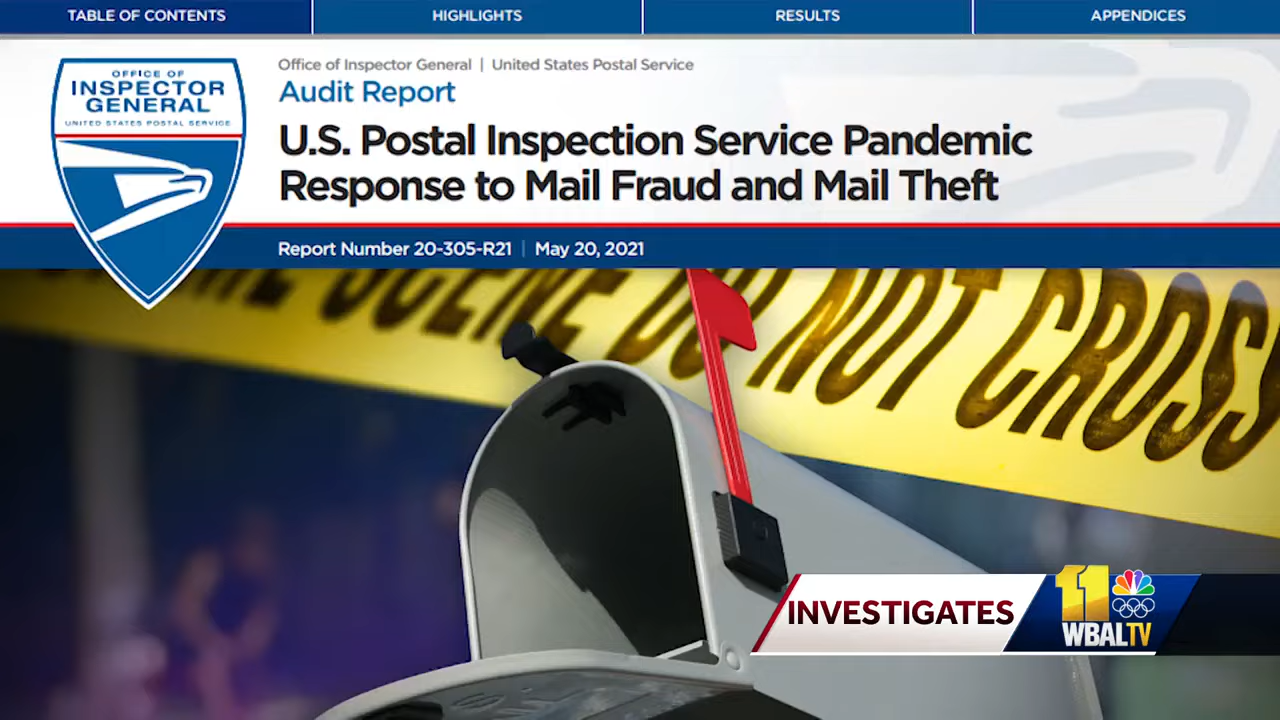 TABLE OF CONTENTS
HIGHLIGHTS
RESULTS
APPENDICES
OFFICE OF
INSPECTOR
GENERAL
UNITED STATES POSTAL SERVICE
Office of Inspector General | United States Postal Service
Audit Report
U.S. Postal Inspection Service Pandemic
Response to Mail Fraud and Mail Theft
Report Number 20-305-R21 | May 20, 2021
SCENE DO NOT CROSS
INVESTIGATES
11
WBALTV